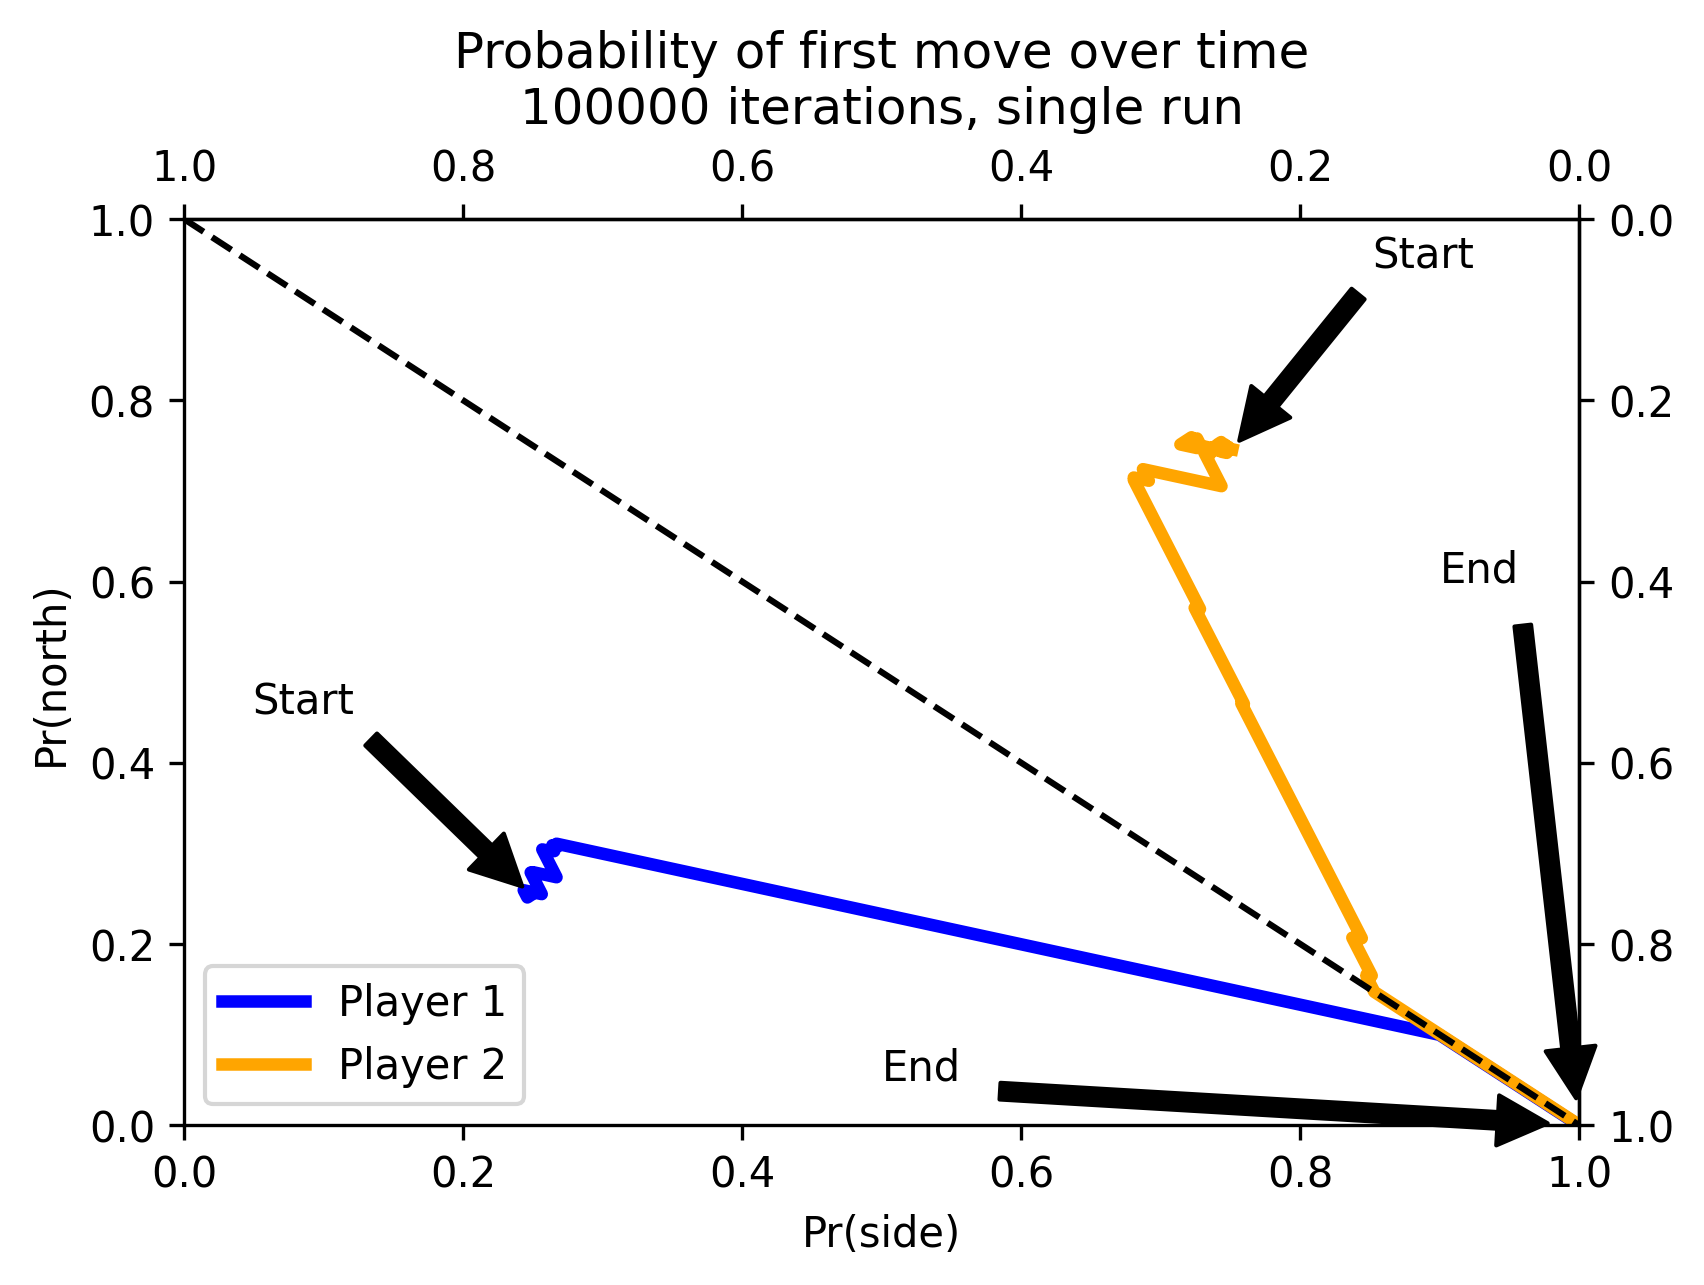 Probability of first move over time
100000 iterations, single run
1.0 0.8 0.6 0.4 0.2 0.0
1.0 0.0
Start
0.8 0.2
End
0.6 0.4
Pr(north)
Start
0.4 0.6
0.2 0.8
Player 1
Player 2
End
0.0 1.0
0.0 0.2 0.4 0.6 0.8 1.0
Pr(side)